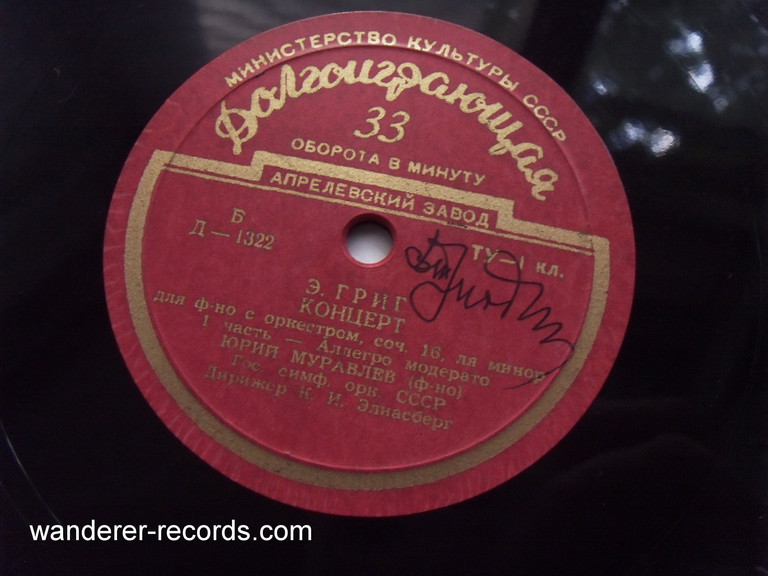 МИНИСТЕРСТВО КУЛЬТУРЫ СССР
Долгоиграющая
33
ОБОРОТА В МИНУТУ
АПРЕЛЕВСКИЙ ЗАВОД
Б
Д—1322
ТУ—1 кл.
Э. ГРИГ
КОНЦЕРТ
для ф-но с оркестром, соч. 16, ля минор
I часть — Аллегро модерато
ЮРИЙ МУРАВЛЕВ (ф-но)
Гос. симф. орк. СССР
Дирижер К. И. Элиасберг
wanderer-records.com